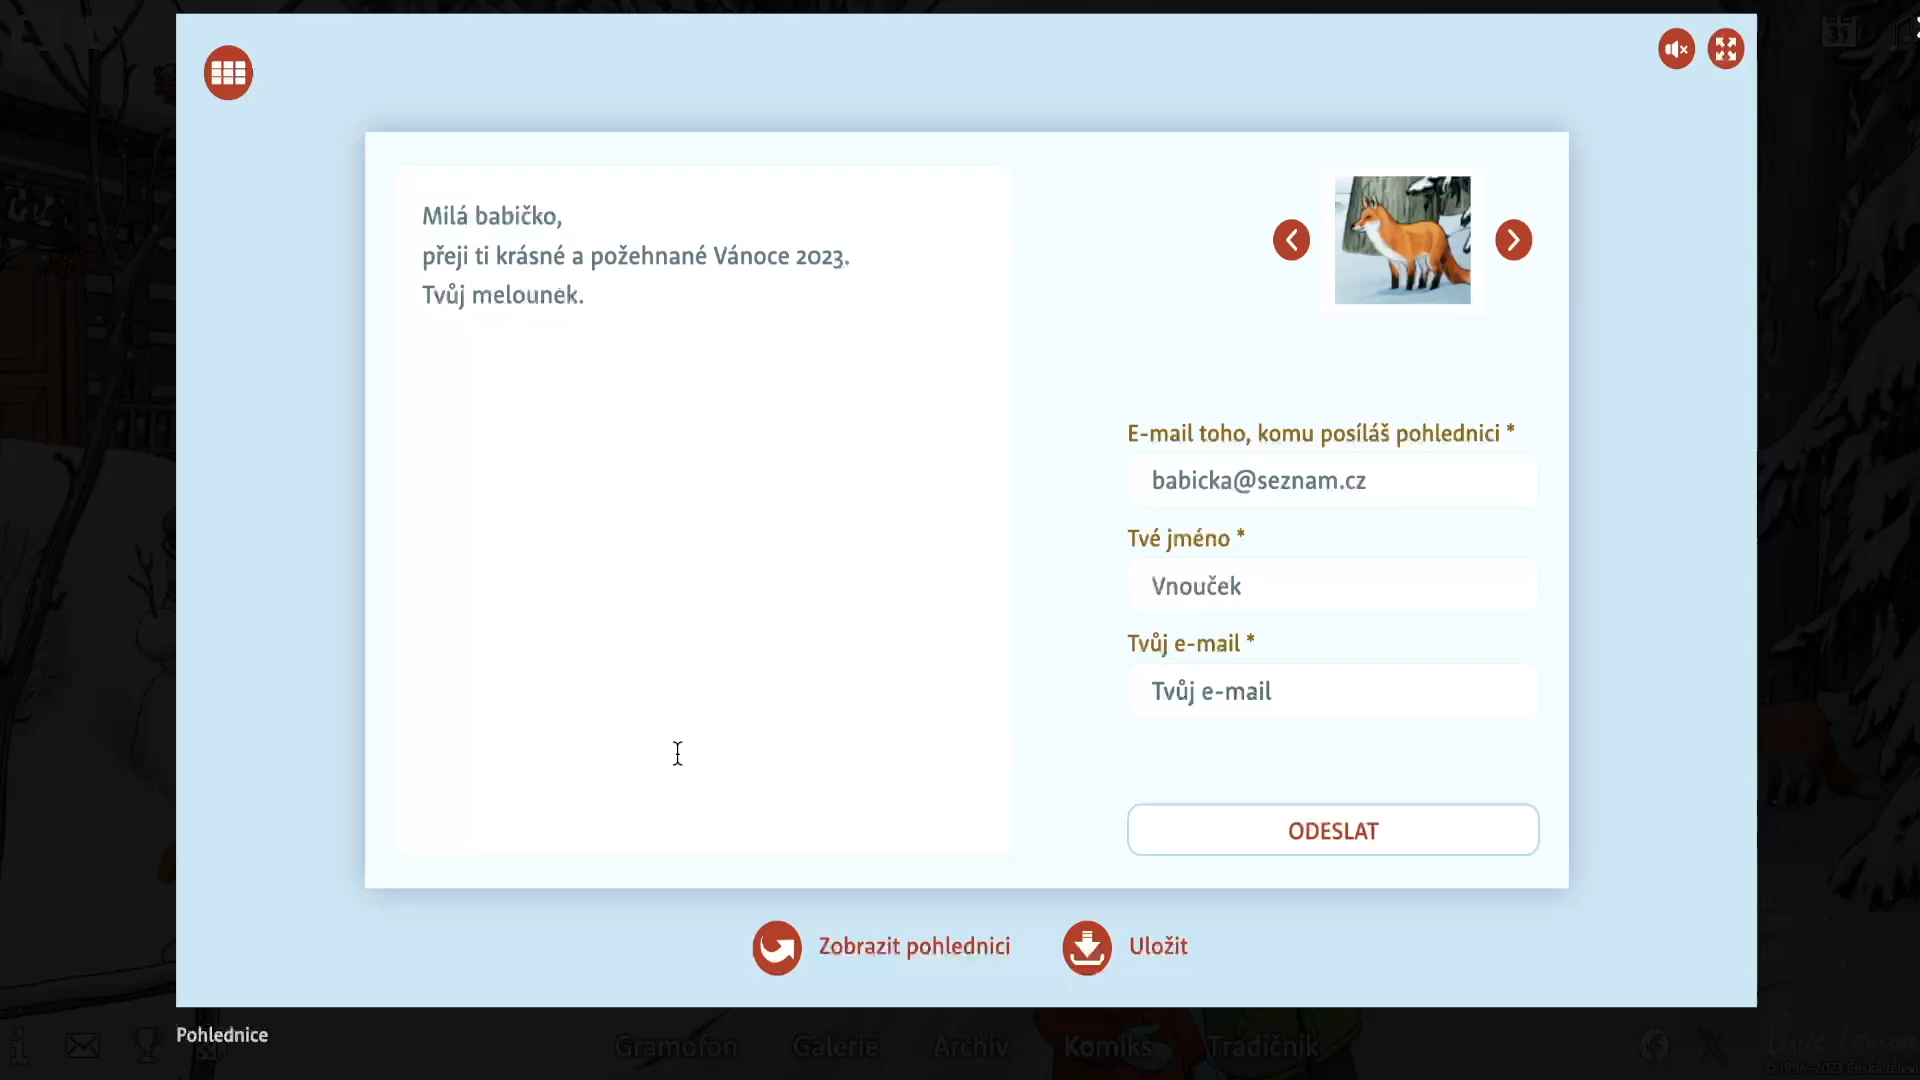 Milá babičko,
přeji ti krásné a požehnané Vánoce 2023.
Tvůj melounek.
E-mail toho, komu posíláš pohlednici *
babicka@seznam.cz
Tvé jméno *
Vnouček
Tvůj e-mail *
Tvůj e-mail
ODESLAT
Zobrazit pohlednici
Uložit
Pohlednice
Gramofon
Galerie
Archiv
Komiks
Tradičník
31